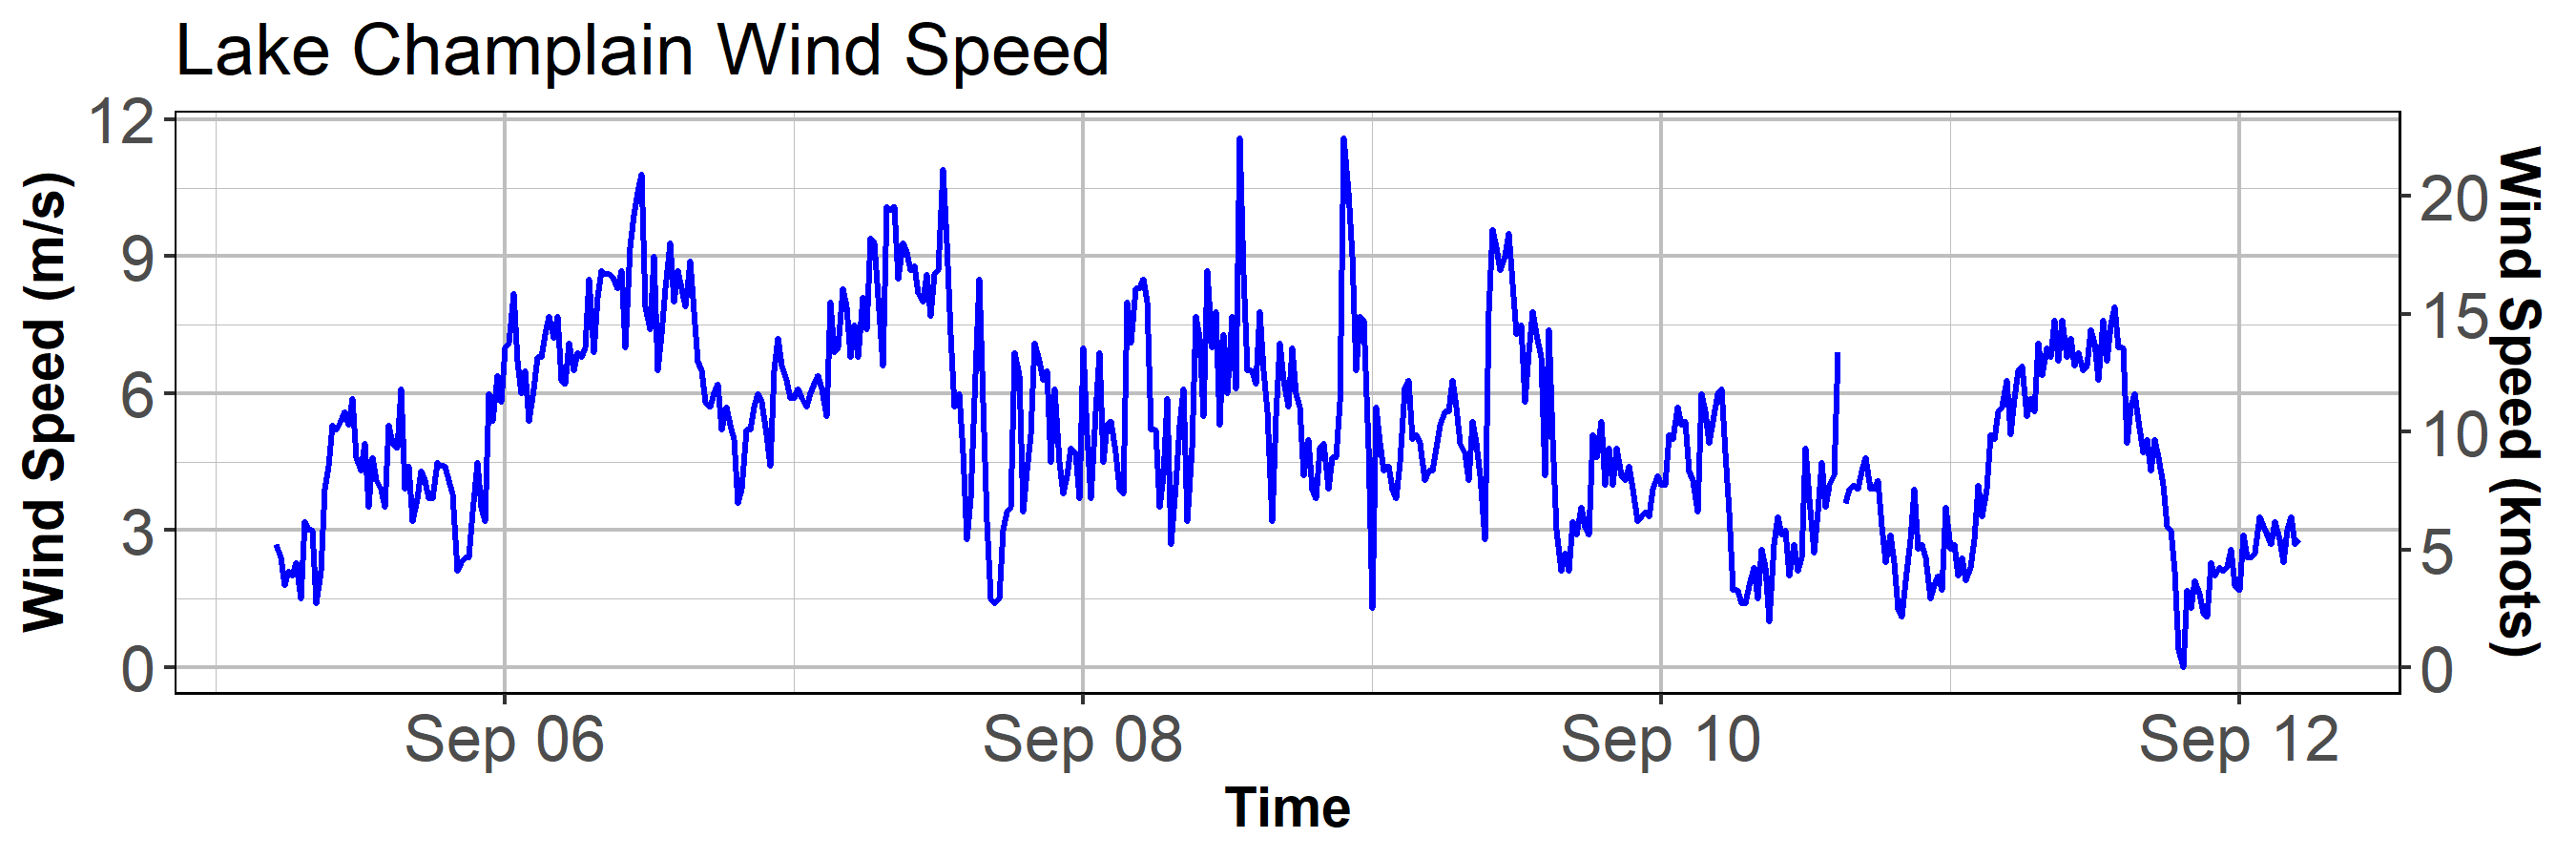 Lake Champlain Wind Speed
Wind Speed (m/s)
12
9
6
3
0
Wind Speed (knots)
20
15
10
5
0
Sep 06
Sep 08
Sep 10
Sep 12
Time